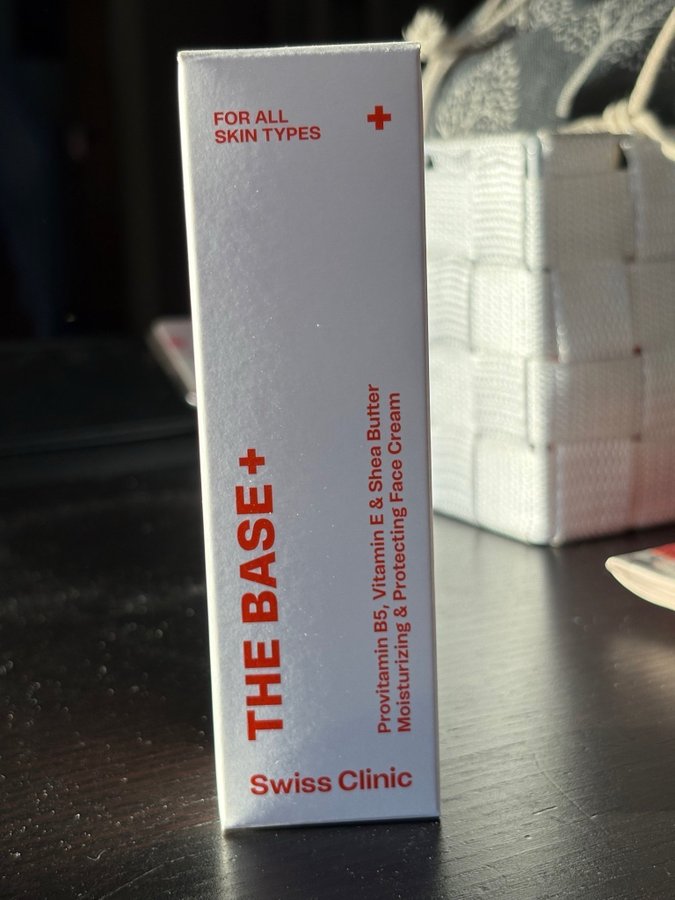 FOR ALL
SKIN TYPES
THE BASE+
Provitamin B5, Vitamin E & Shea Butter
Moisturizing & Protecting Face Cream
Swiss Clinic